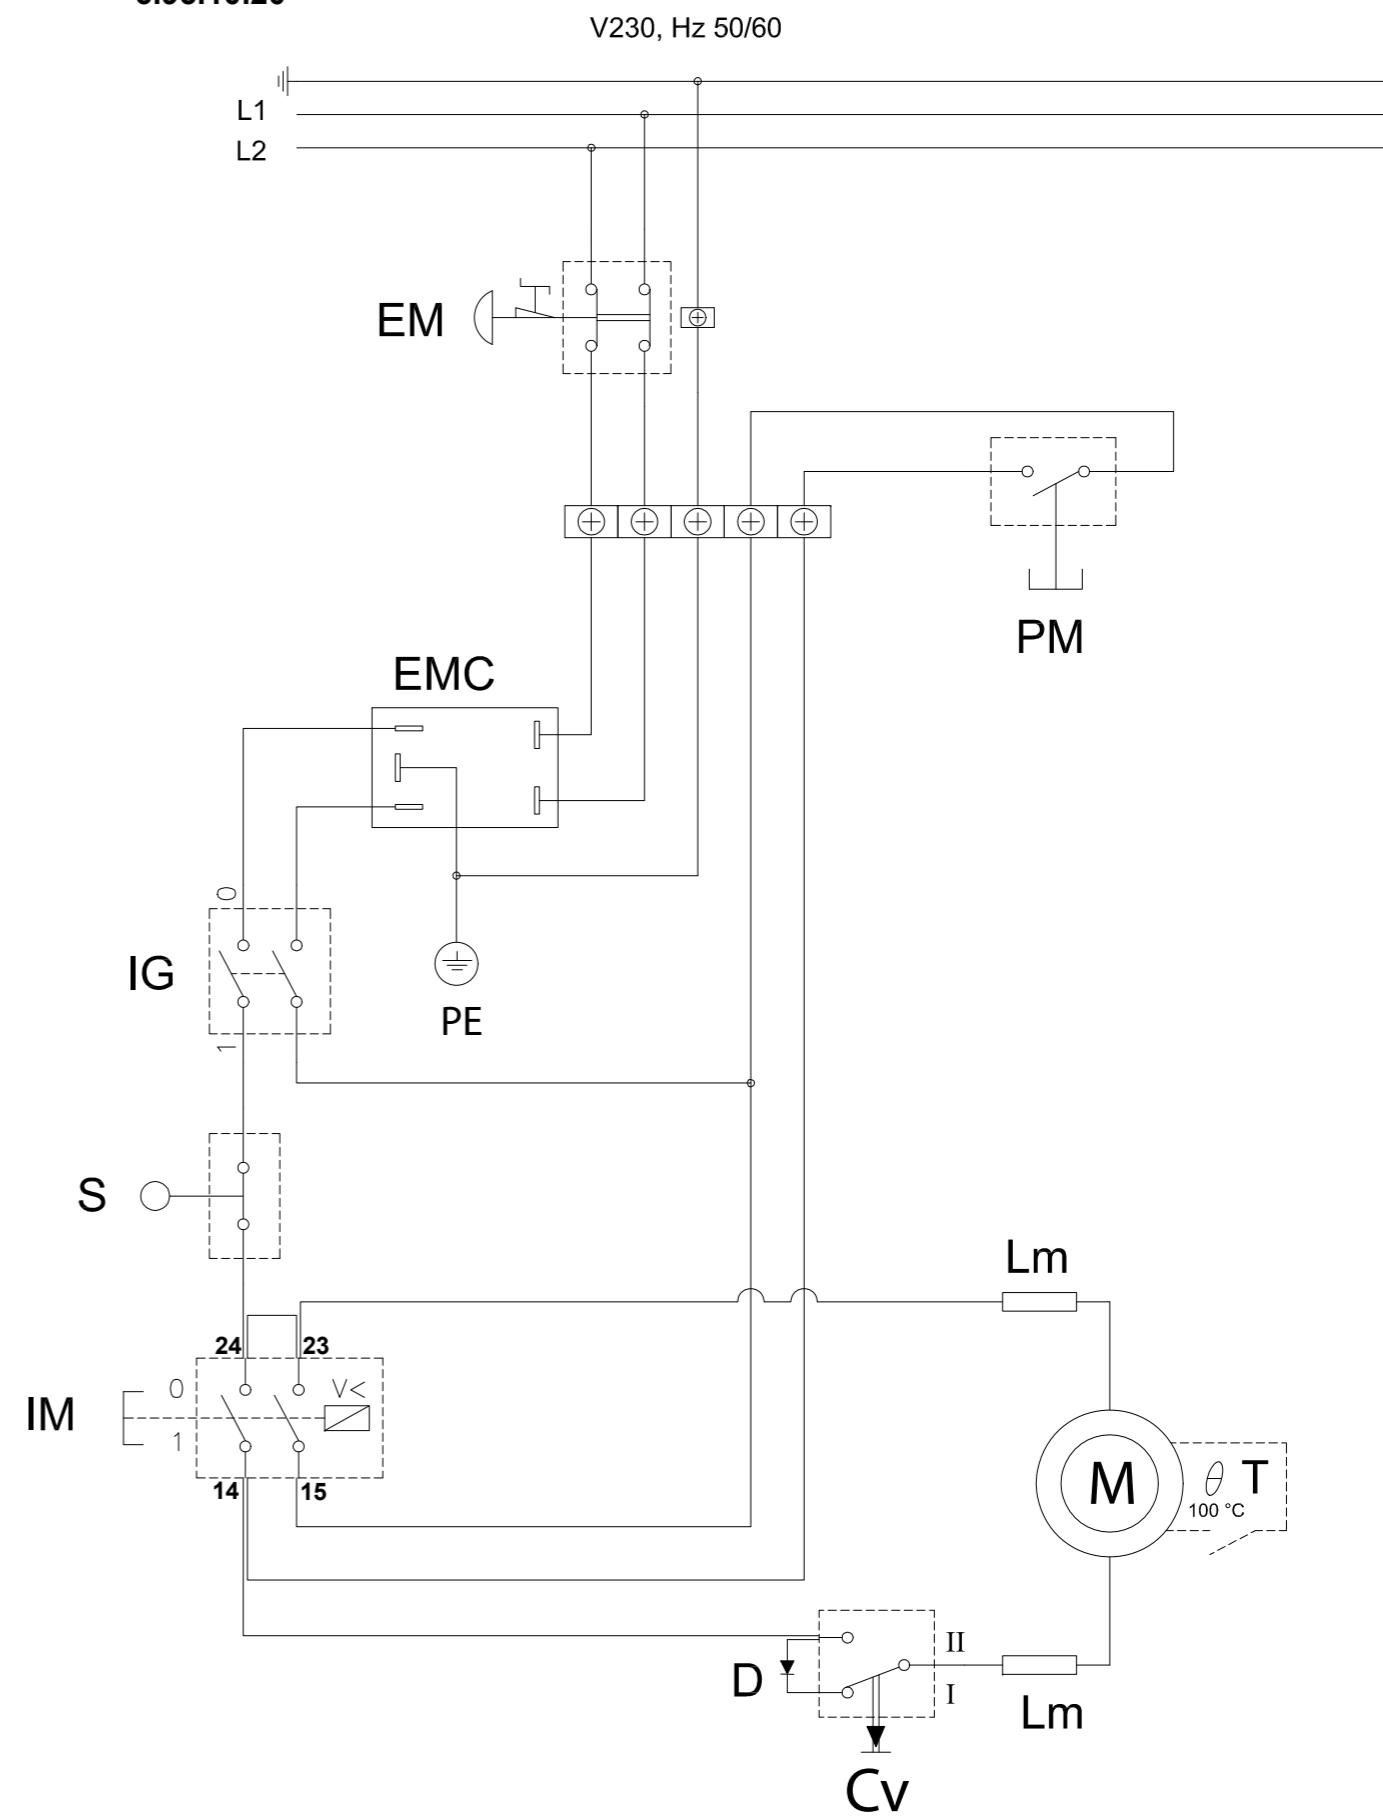 V230, Hz 50/60
L1
L2
EM
PM
EMC
0
IG
1
PE
S
Lm
24 23
IM 0 V<
1
14 15
M θ T
100 °C
II
D
I
Lm
Cv